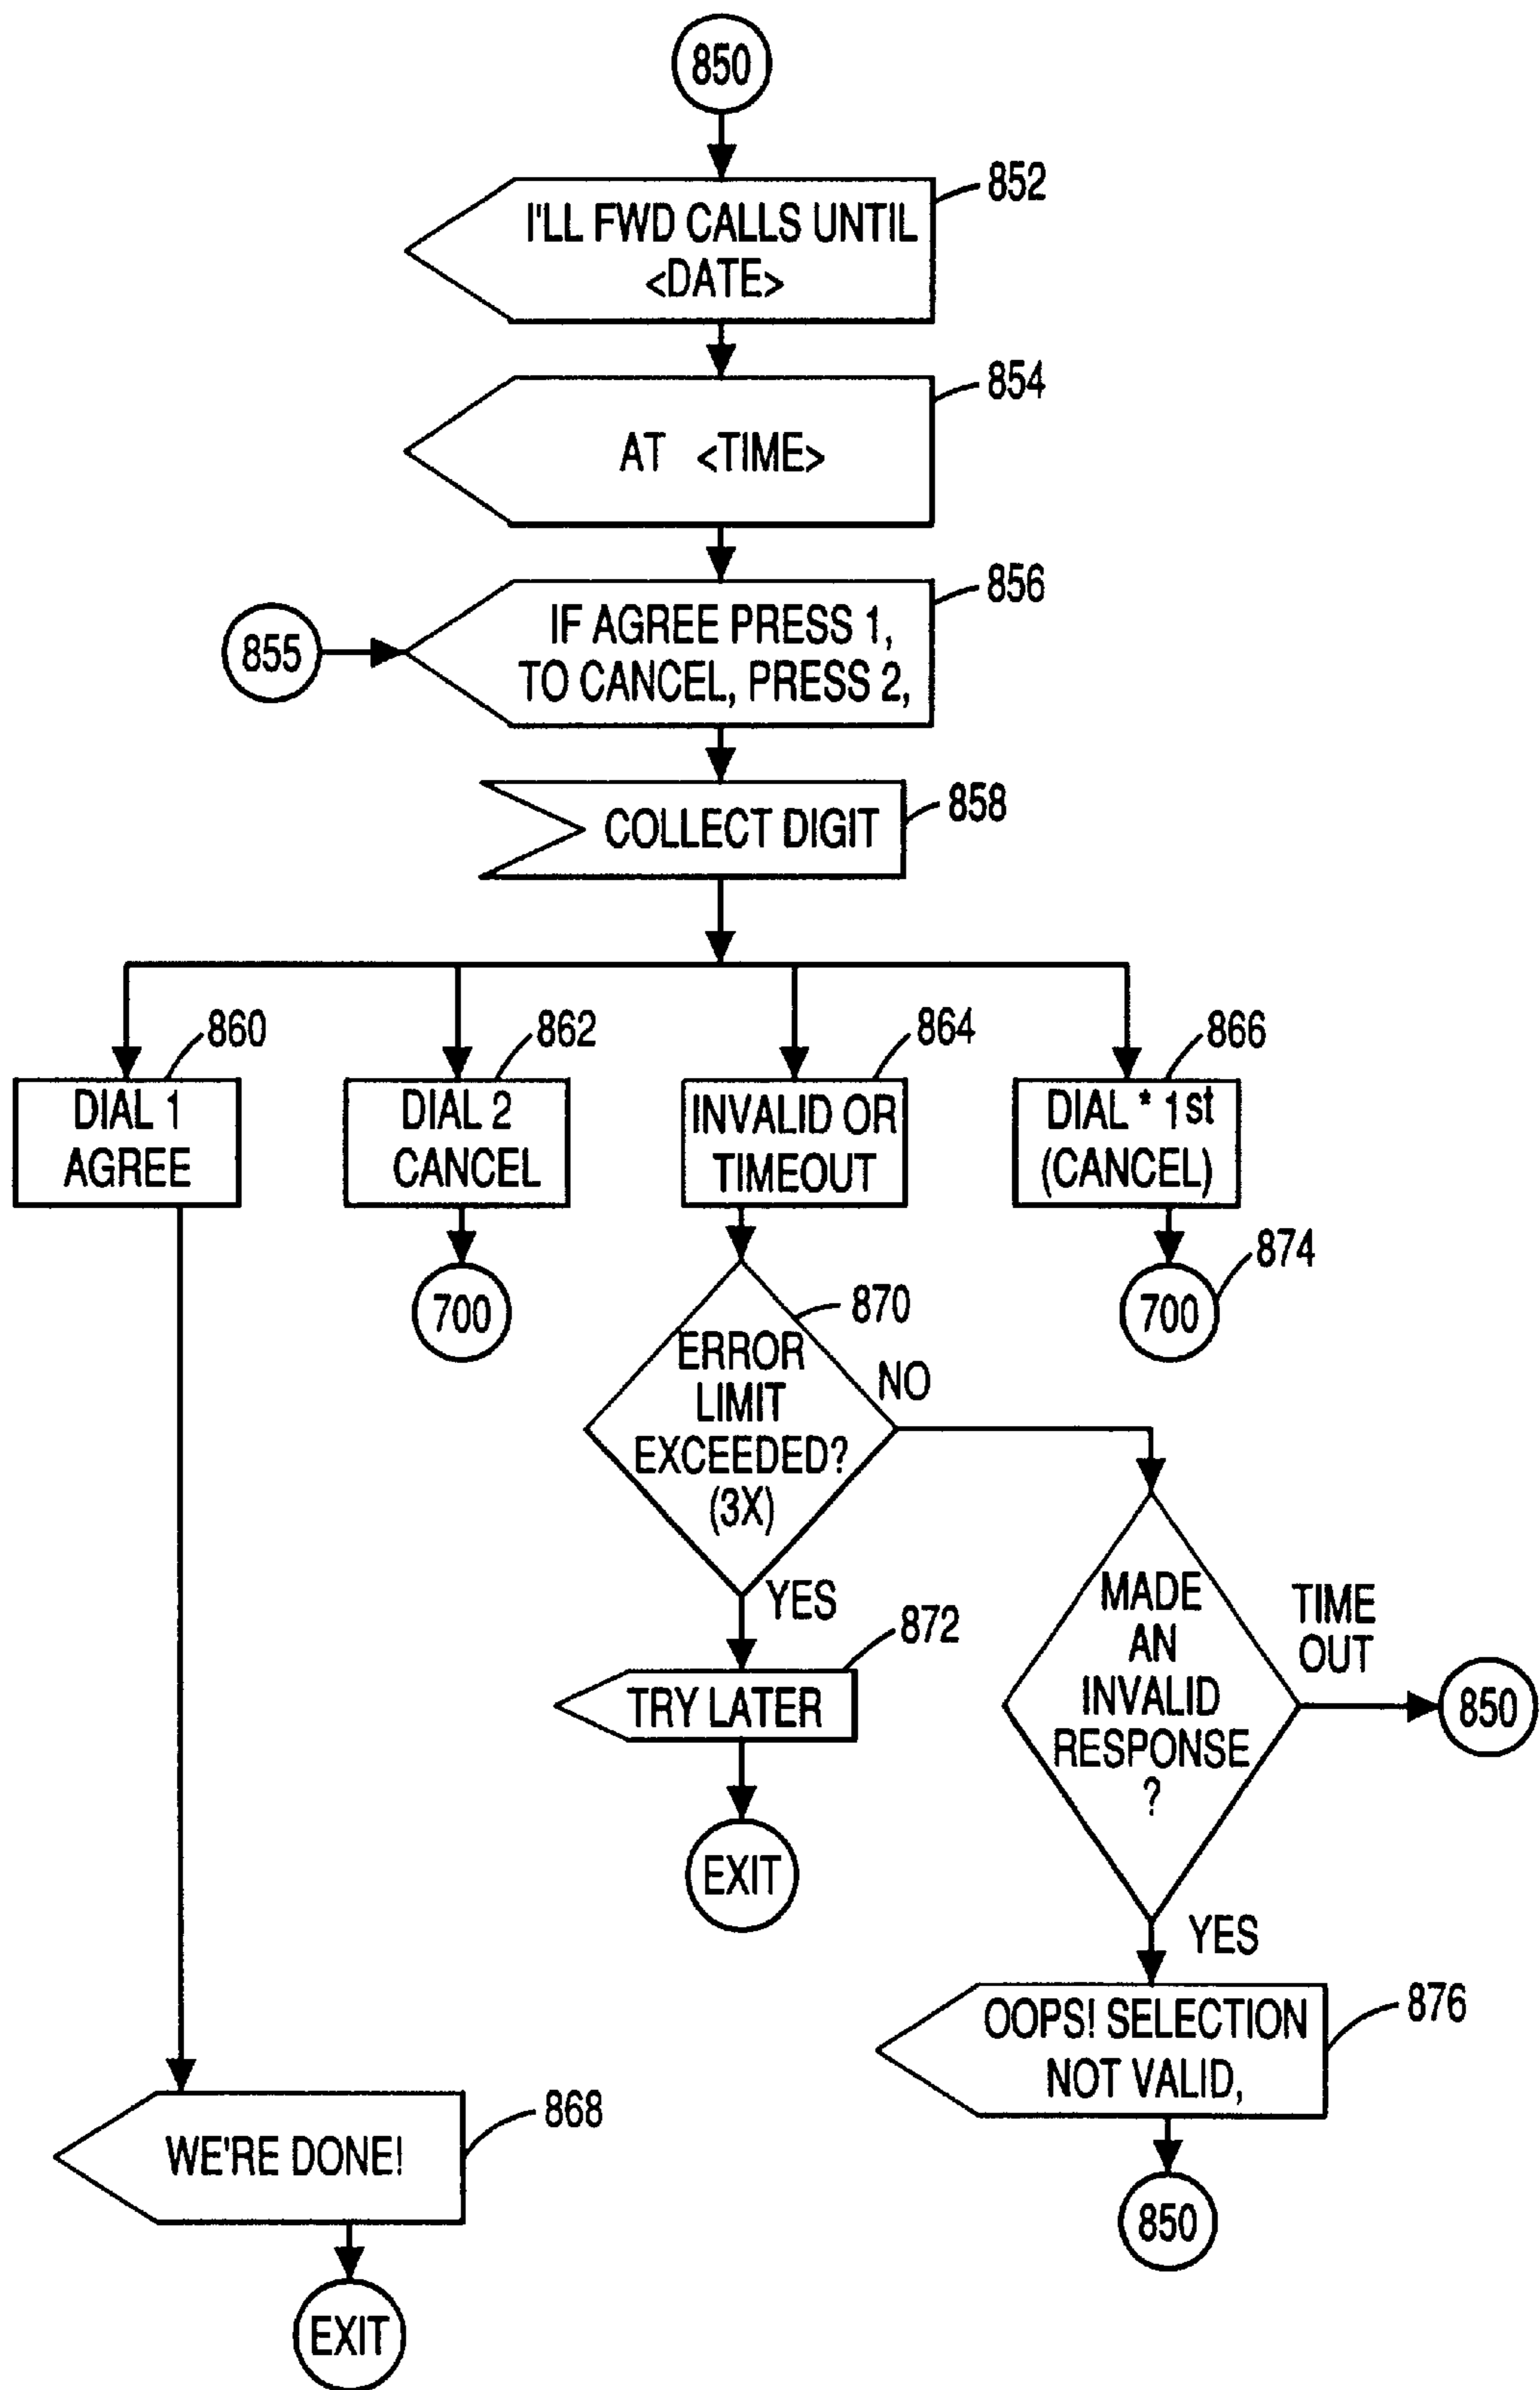 850
852
I'LL FWD CALLS UNTIL
<DATE>
854
AT <TIME>
856
855
IF AGREE PRESS 1,
TO CANCEL, PRESS 2,
858
COLLECT DIGIT
860
862
864
866
DIAL 1
AGREE
DIAL 2
CANCEL
INVALID OR
TIMEOUT
DIAL * 1st
(CANCEL)
700
874
700
870
ERROR
LIMIT
EXCEEDED?
(3X)
NO
YES
872
TRY LATER
EXIT
MADE
AN
INVALID
RESPONSE
?
TIME
OUT
850
YES
876
OOPS! SELECTION
NOT VALID,
850
868
WE'RE DONE!
EXIT